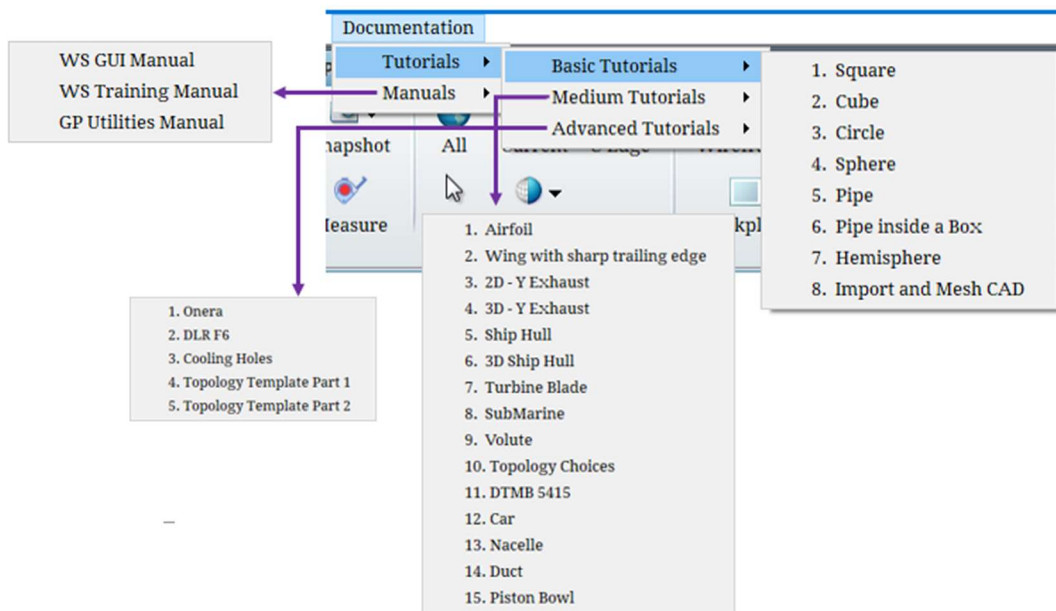 Documentation
Tutorials
Manuals
Basic Tutorials
Medium Tutorials
Advanced Tutorials
WS GUI Manual
WS Training Manual
GP Utilities Manual
1. Square
2. Cube
3. Circle
4. Sphere
5. Pipe
6. Pipe inside a Box
7. Hemisphere
8. Import and Mesh CAD
All
1. Airfoil
2. Wing with sharp trailing edge
3. 2D - Y Exhaust
4. 3D - Y Exhaust
5. Ship Hull
6. 3D Ship Hull
7. Turbine Blade
8. SubMarine
9. Volute
10. Topology Choices
11. DTMB 5415
12. Car
13. Nacelle
14. Duct
15. Piston Bowl
1. Onera
2. DLR F6
3. Cooling Holes
4. Topology Template Part 1
5. Topology Template Part 2